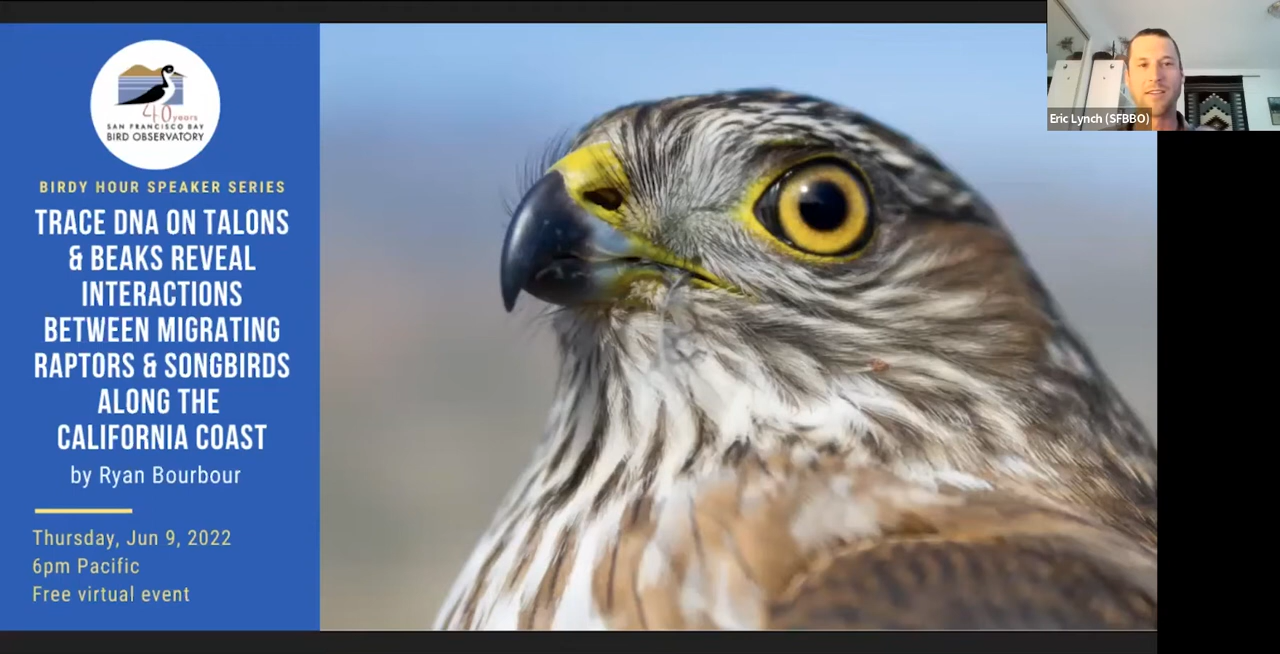 40 years
SAN FRANCISCO BAY
BIRD OBSERVATORY
BIRDY HOUR SPEAKER SERIES
TRACE DNA ON TALONS
& BEAKS REVEAL
INTERACTIONS
BETWEEN MIGRATING
RAPTORS & SONGBIRDS
ALONG THE
CALIFORNIA COAST
by Ryan Bourbour
Thursday, Jun 9, 2022
6pm Pacific
Free virtual event
Eric Lynch (SFBBO)